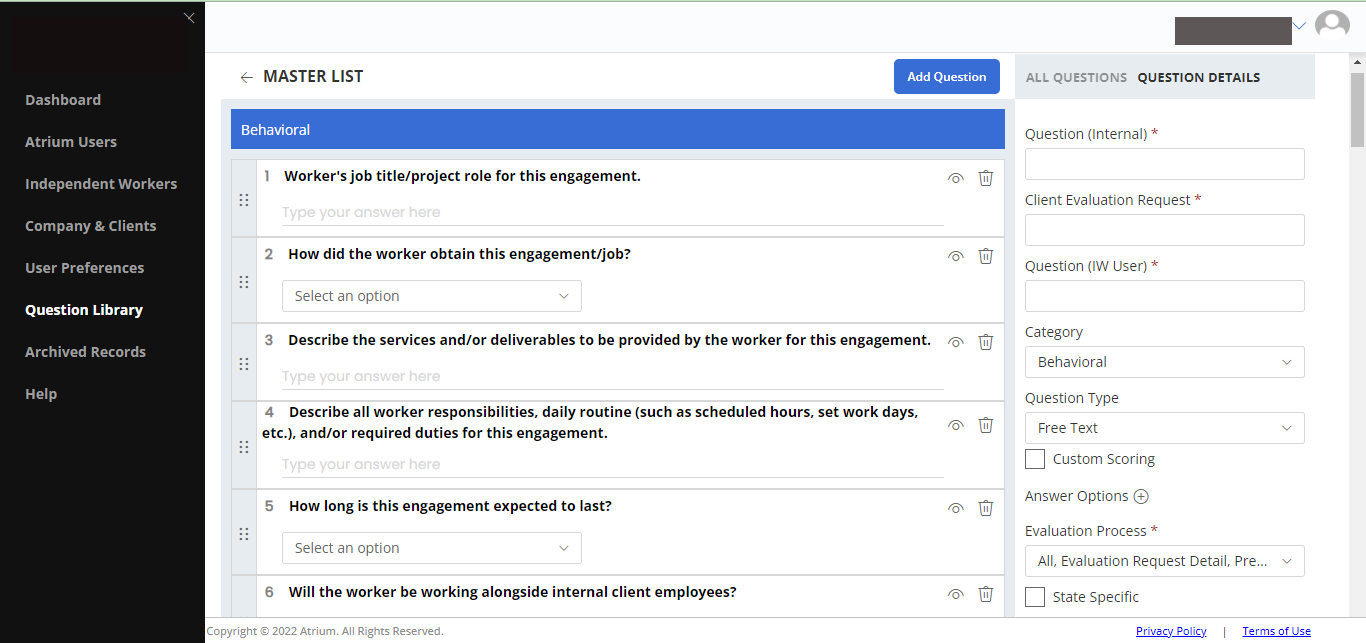 Dashboard
Atrium Users
Independent Workers
Company & Clients
User Preferences
Question Library
Archived Records
Help
MASTER LIST
Add Question
Behavioral
1 Worker's job title/project role for this engagement.
Type your answer here
2 How did the worker obtain this engagement/job?
Select an option
3 Describe the services and/or deliverables to be provided by the worker for this engagement.
Type your answer here
4 Describe all worker responsibilities, daily routine (such as scheduled hours, set work days,
etc.), and/or required duties for this engagement.
Type your answer here
5 How long is this engagement expected to last?
Select an option
6 Will the worker be working alongside internal client employees?
ALL QUESTIONS QUESTION DETAILS
Question (Internal) *
Client Evaluation Request *
Question (IW User) *
Category
Behavioral
Question Type
Free Text
Custom Scoring
Answer Options
Evaluation Process *
All, Evaluation Request Detail, Pre...
State Specific
Copyright © 2022 Atrium. All Rights Reserved.
Privacy Policy | Terms of Use